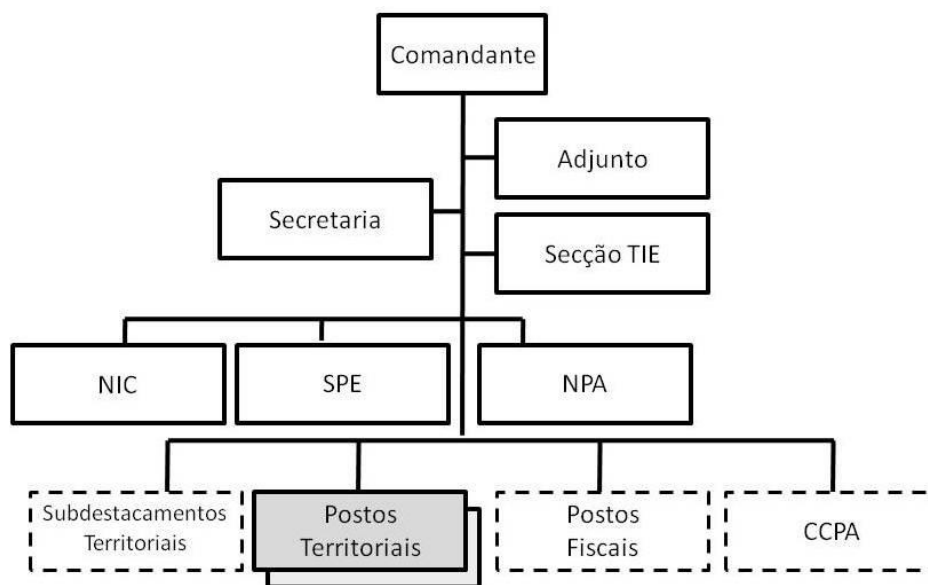 Comandante
Adjunto
Secretaria
Secção TIE
NIC
SPE
NPA
Subdestacamentos
Territoriais
Postos
Territoriais
Postos
Fiscais
CCPA